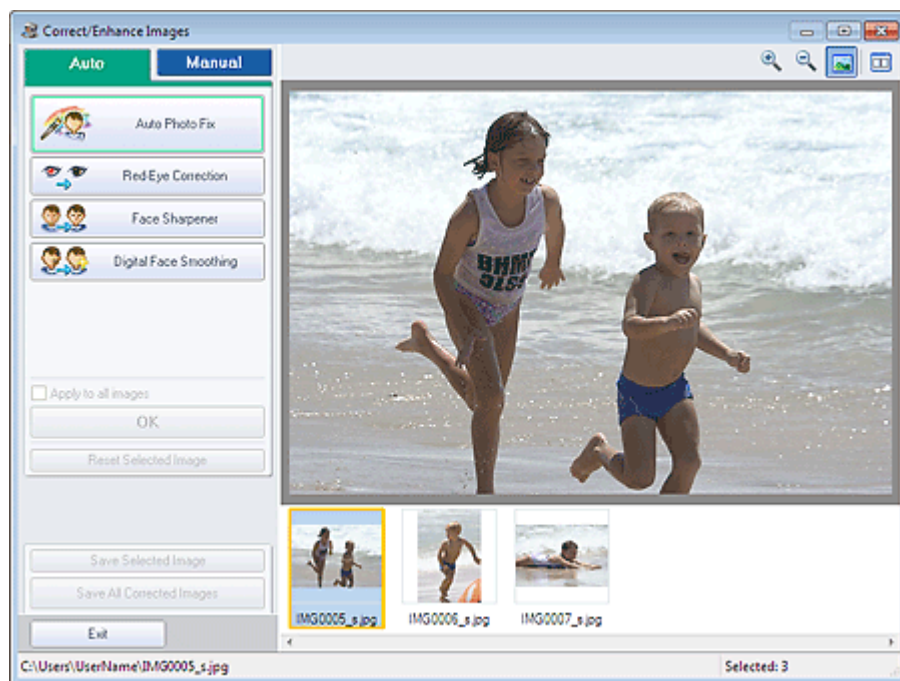 Correct/Enhance Images
Auto
Manual
Auto Photo Fix
Red-Eye Correction
Face Sharpener
Digital Face Smoothing
Apply to all images
OK
Reset Selected Image
Save Selected Image
Save All Corrected Images
Exit
BHMW
IMG0005_s.jpg
IMG0006_s.jpg
IMG0007_s.jpg
C:\Users\UserName\IMG0005_s.jpg
Selected: 3